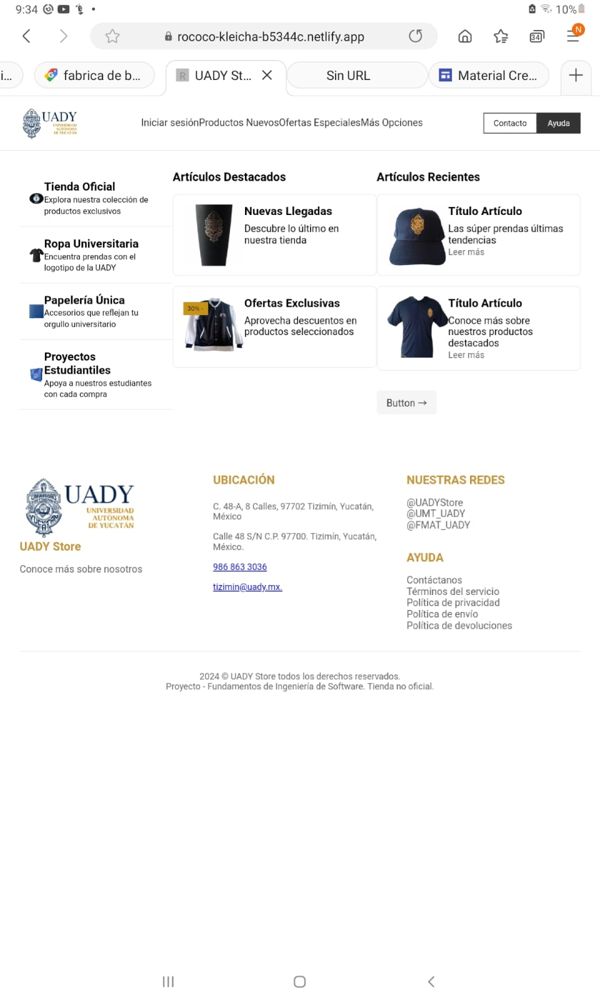 9:34
10%
rococo-kleicha-b5344c.netlify.app
34
N
i...
fabrica de b...
R
UADY St...
Sin URL
Material Cre...
UADY
UNIVERSIDAD
AUTÓNOMA
DE YUCATÁN
Iniciar sesiónProductos NuevosOfertas EspecialesMás Opciones
Contacto
Ayuda
Tienda Oficial
Explora nuestra colección de
productos exclusivos
Ropa Universitaria
Encuentra prendas con el
logotipo de la UADY
Papelería Única
Accesorios que reflejan tu
orgullo universitario
Proyectos
Estudiantiles
Apoya a nuestros estudiantes
con cada compra
Artículos Destacados
Nuevas Llegadas
Descubre lo último en
nuestra tienda
30% -
Ofertas Exclusivas
Aprovecha descuentos en
productos seleccionados
Artículos Recientes
Título Artículo
Las súper prendas últimas
tendencias
Leer más
Título Artículo
Conoce más sobre
nuestros productos
destacados
Leer más
Button →
UADY
UNIVERSIDAD
AUTÓNOMA
DE YUCATÁN
UADY Store
Conoce más sobre nosotros
UBICACIÓN
C. 48-A, 8 Calles, 97702 Tizimín, Yucatán,
México
Calle 48 S/N C.P. 97700. Tizimín, Yucatán,
México.
986 863 3036
tizimin@uady.mx.
NUESTRAS REDES
@UADYStore
@UMT_UADY
@FMAT_UADY
AYUDA
Contáctanos
Términos del servicio
Política de privacidad
Política de envío
Política de devoluciones
2024 © UADY Store todos los derechos reservados.
Proyecto - Fundamentos de Ingeniería de Software. Tienda no oficial.